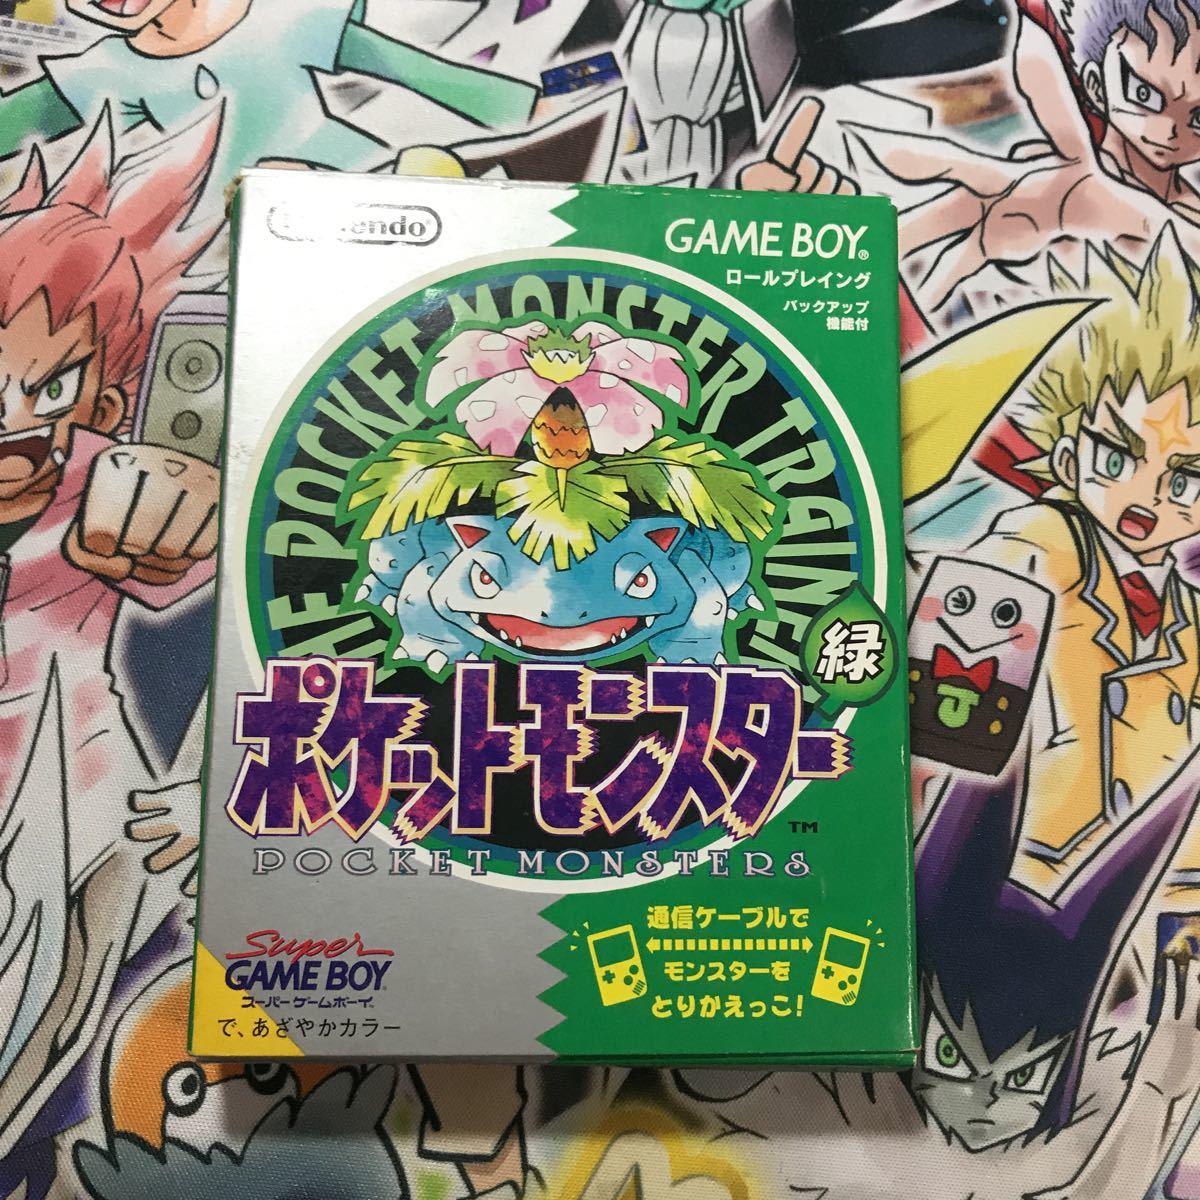 Nintendo
GAME BOY®
ロールプレイング
バックアップ
機能付
THE POCKET MONSTER TRAINER
緑
ポケットモンスター
TM
POCKET MONSTERS
通信ケーブルで
モンスターを
とりかえっこ!
Super
GAME BOY®
スーパーゲームボーイ®
で、あざやかカラー